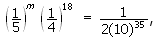 (1/5)^m (1/4)^18 = 1/(2(10)^35),